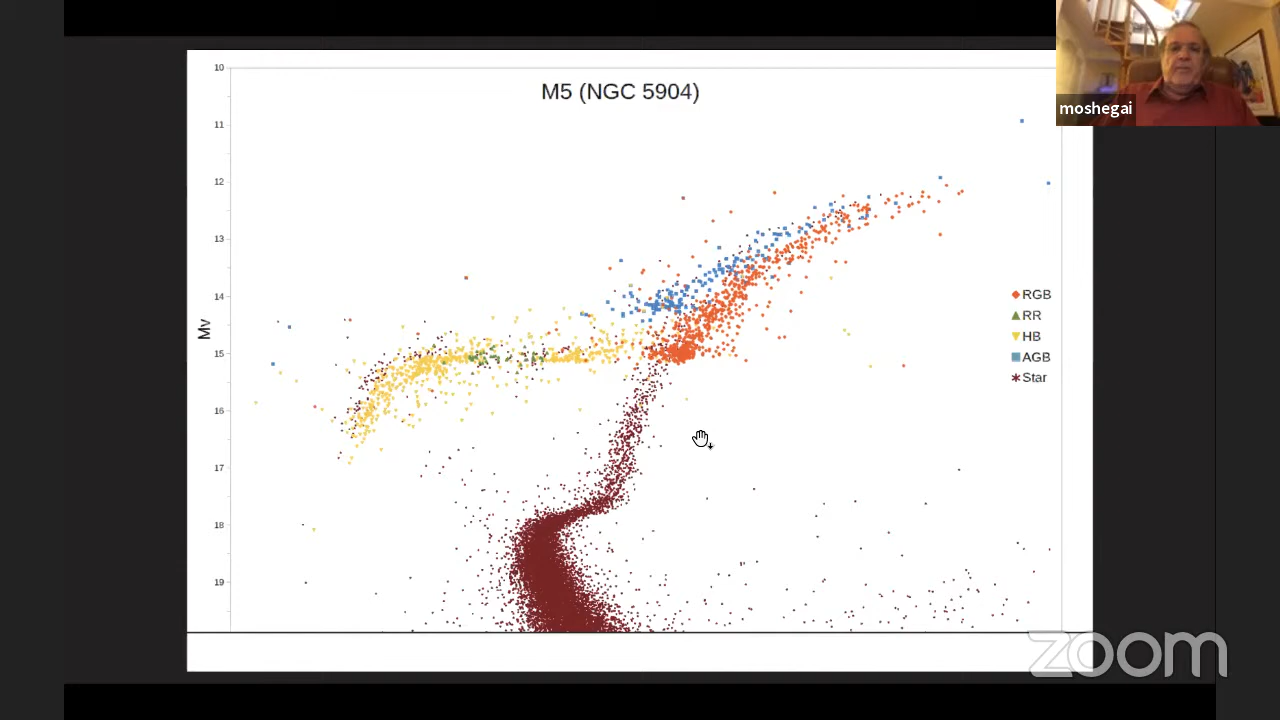 M5 (NGC 5904)
10
11
12
13
14
15
16
17
18
19
Mv
RGB
RR
HB
AGB
Star
moshegai
zoom